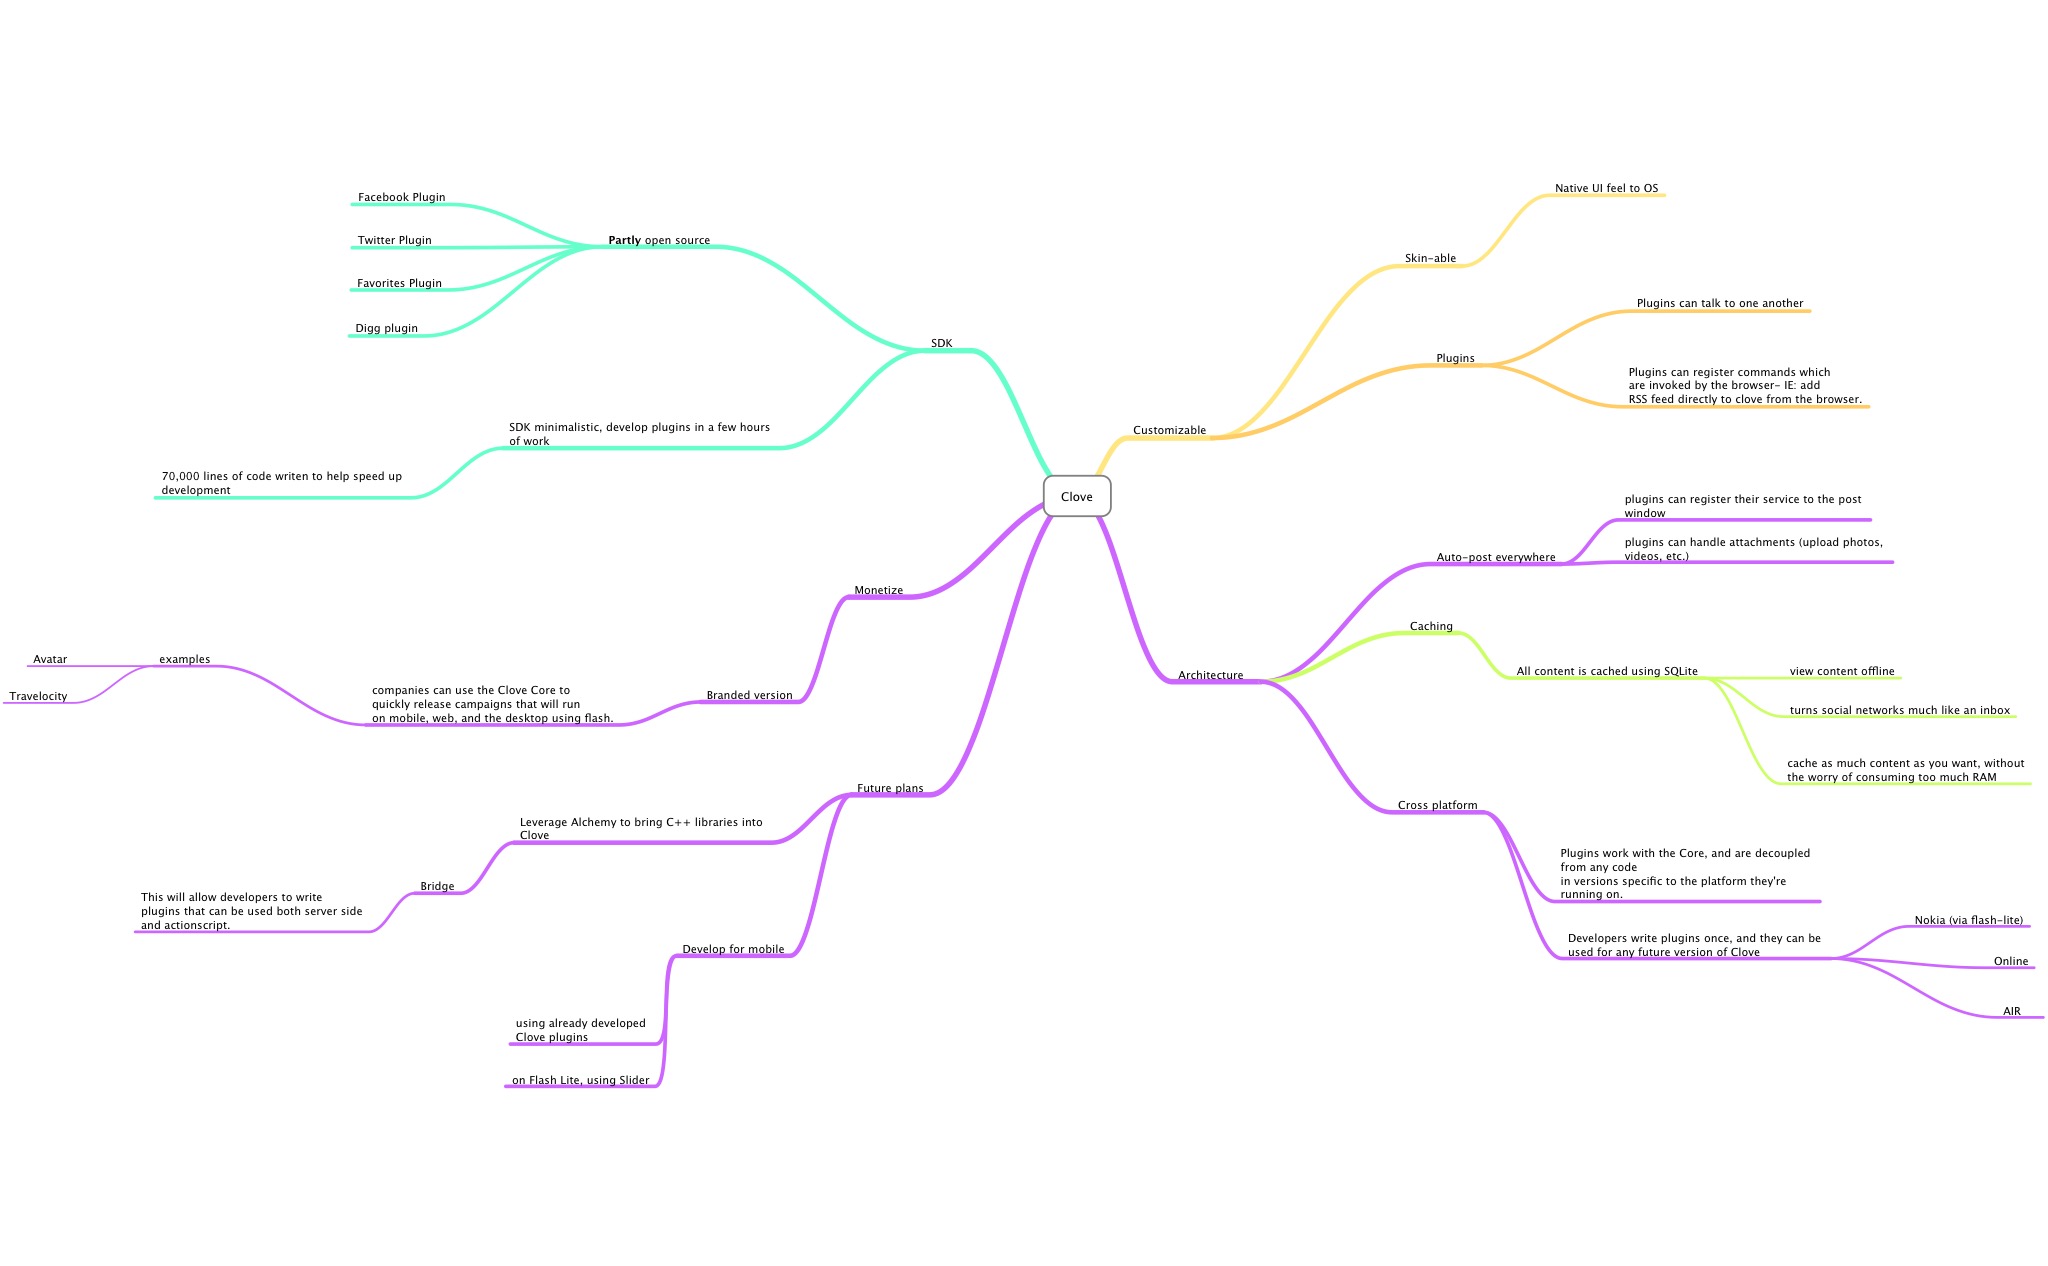 Clove
Customizable
Skin-able
Native UI feel to OS
Plugins
Plugins can talk to one another
Plugins can register commands which
are invoked by the browser- IE: add
RSS feed directly to clove from the browser.
Architecture
Auto-post everywhere
plugins can register their service to the post
window
plugins can handle attachments (upload photos,
videos, etc.)
Caching
All content is cached using SQLite
view content offline
turns social networks much like an inbox
cache as much content as you want, without
the worry of consuming too much RAM
Cross platform
Plugins work with the Core, and are decoupled
from any code
in versions specific to the platform they're
running on.
Developers write plugins once, and they can be
used for any future version of Clove
Nokia (via flash-lite)
Online
AIR
SDK
Partly open source
Facebook Plugin
Twitter Plugin
Favorites Plugin
Digg plugin
SDK minimalistic, develop plugins in a few hours
of work
70,000 lines of code writen to help speed up
development
Monetize
Branded version
companies can use the Clove Core to
quickly release campaigns that will run
on mobile, web, and the desktop using flash.
examples
Avatar
Travelocity
Future plans
Leverage Alchemy to bring C++ libraries into
Clove
Bridge
This will allow developers to write
plugins that can be used both server side
and actionscript.
Develop for mobile
using already developed
Clove plugins
on Flash Lite, using Slider